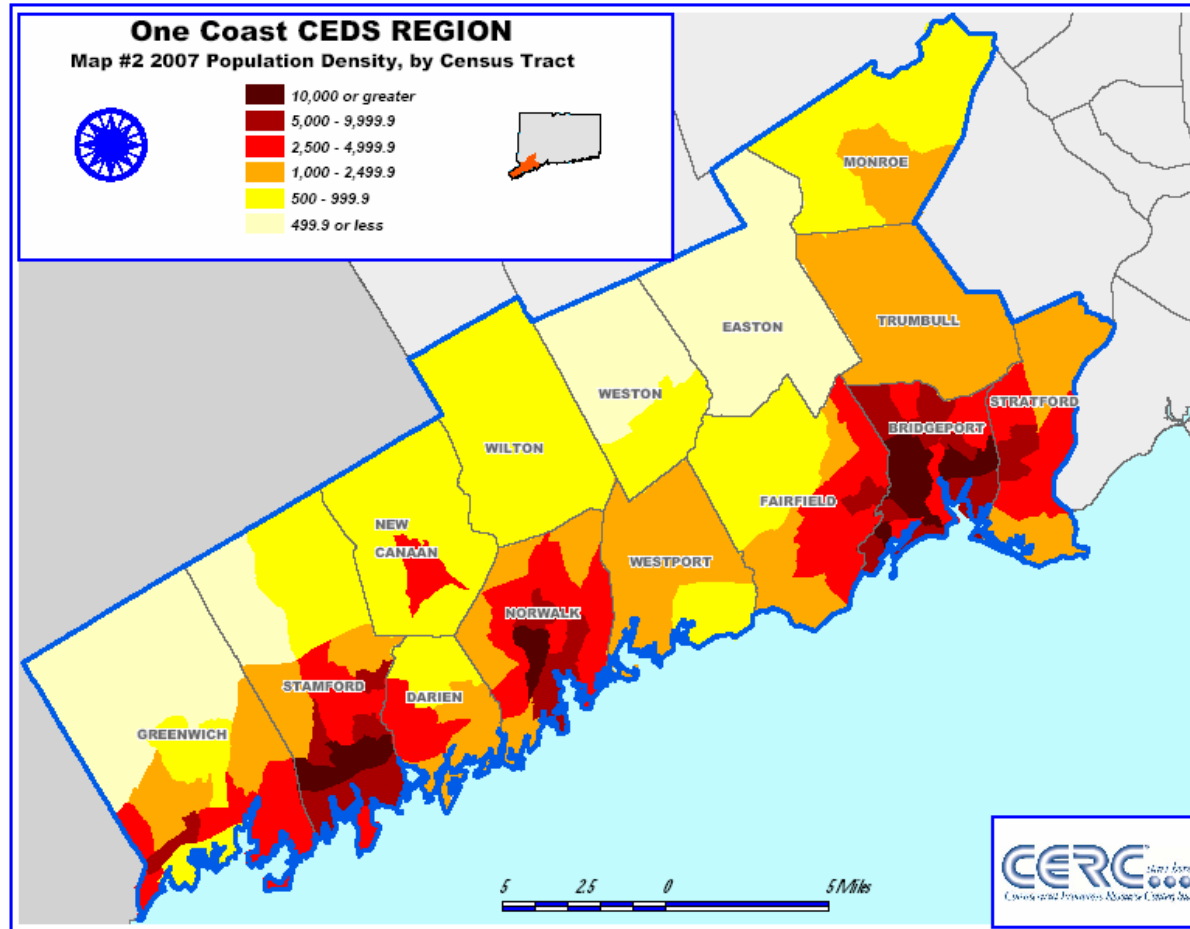 One Coast CEDS REGION
Map #2 2007 Population Density, by Census Tract
10,000 or greater
5,000 - 9,999.9
2,500 - 4,999.9
1,000 - 2,499.9
500 - 999.9
499.9 or less
MONROE
TRUMBULL
EASTON
STRATFORD
WESTON
BRIDGEPORT
WILTON
FAIRFIELD
NEW
CANAAN
WESTPORT
NORWALK
STAMFORD
DARIEN
GREENWICH
5 2.5 0 5 Miles
CERC